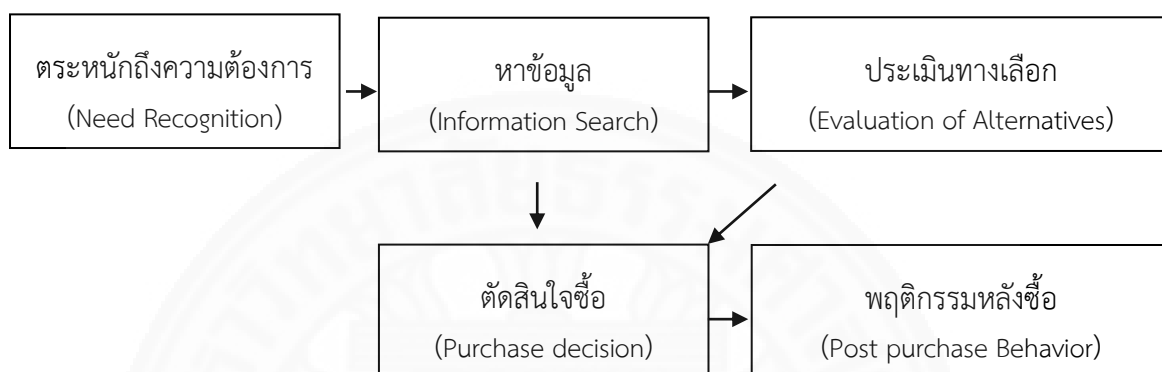 ตระหนักถึงความต้องการ
(Need Recognition)
หาข้อมูล
(Information Search)
ประเมินทางเลือก
(Evaluation of Alternatives)
ตัดสินใจซื้อ
(Purchase decision)
พฤติกรรมหลังซื้อ
(Post purchase Behavior)